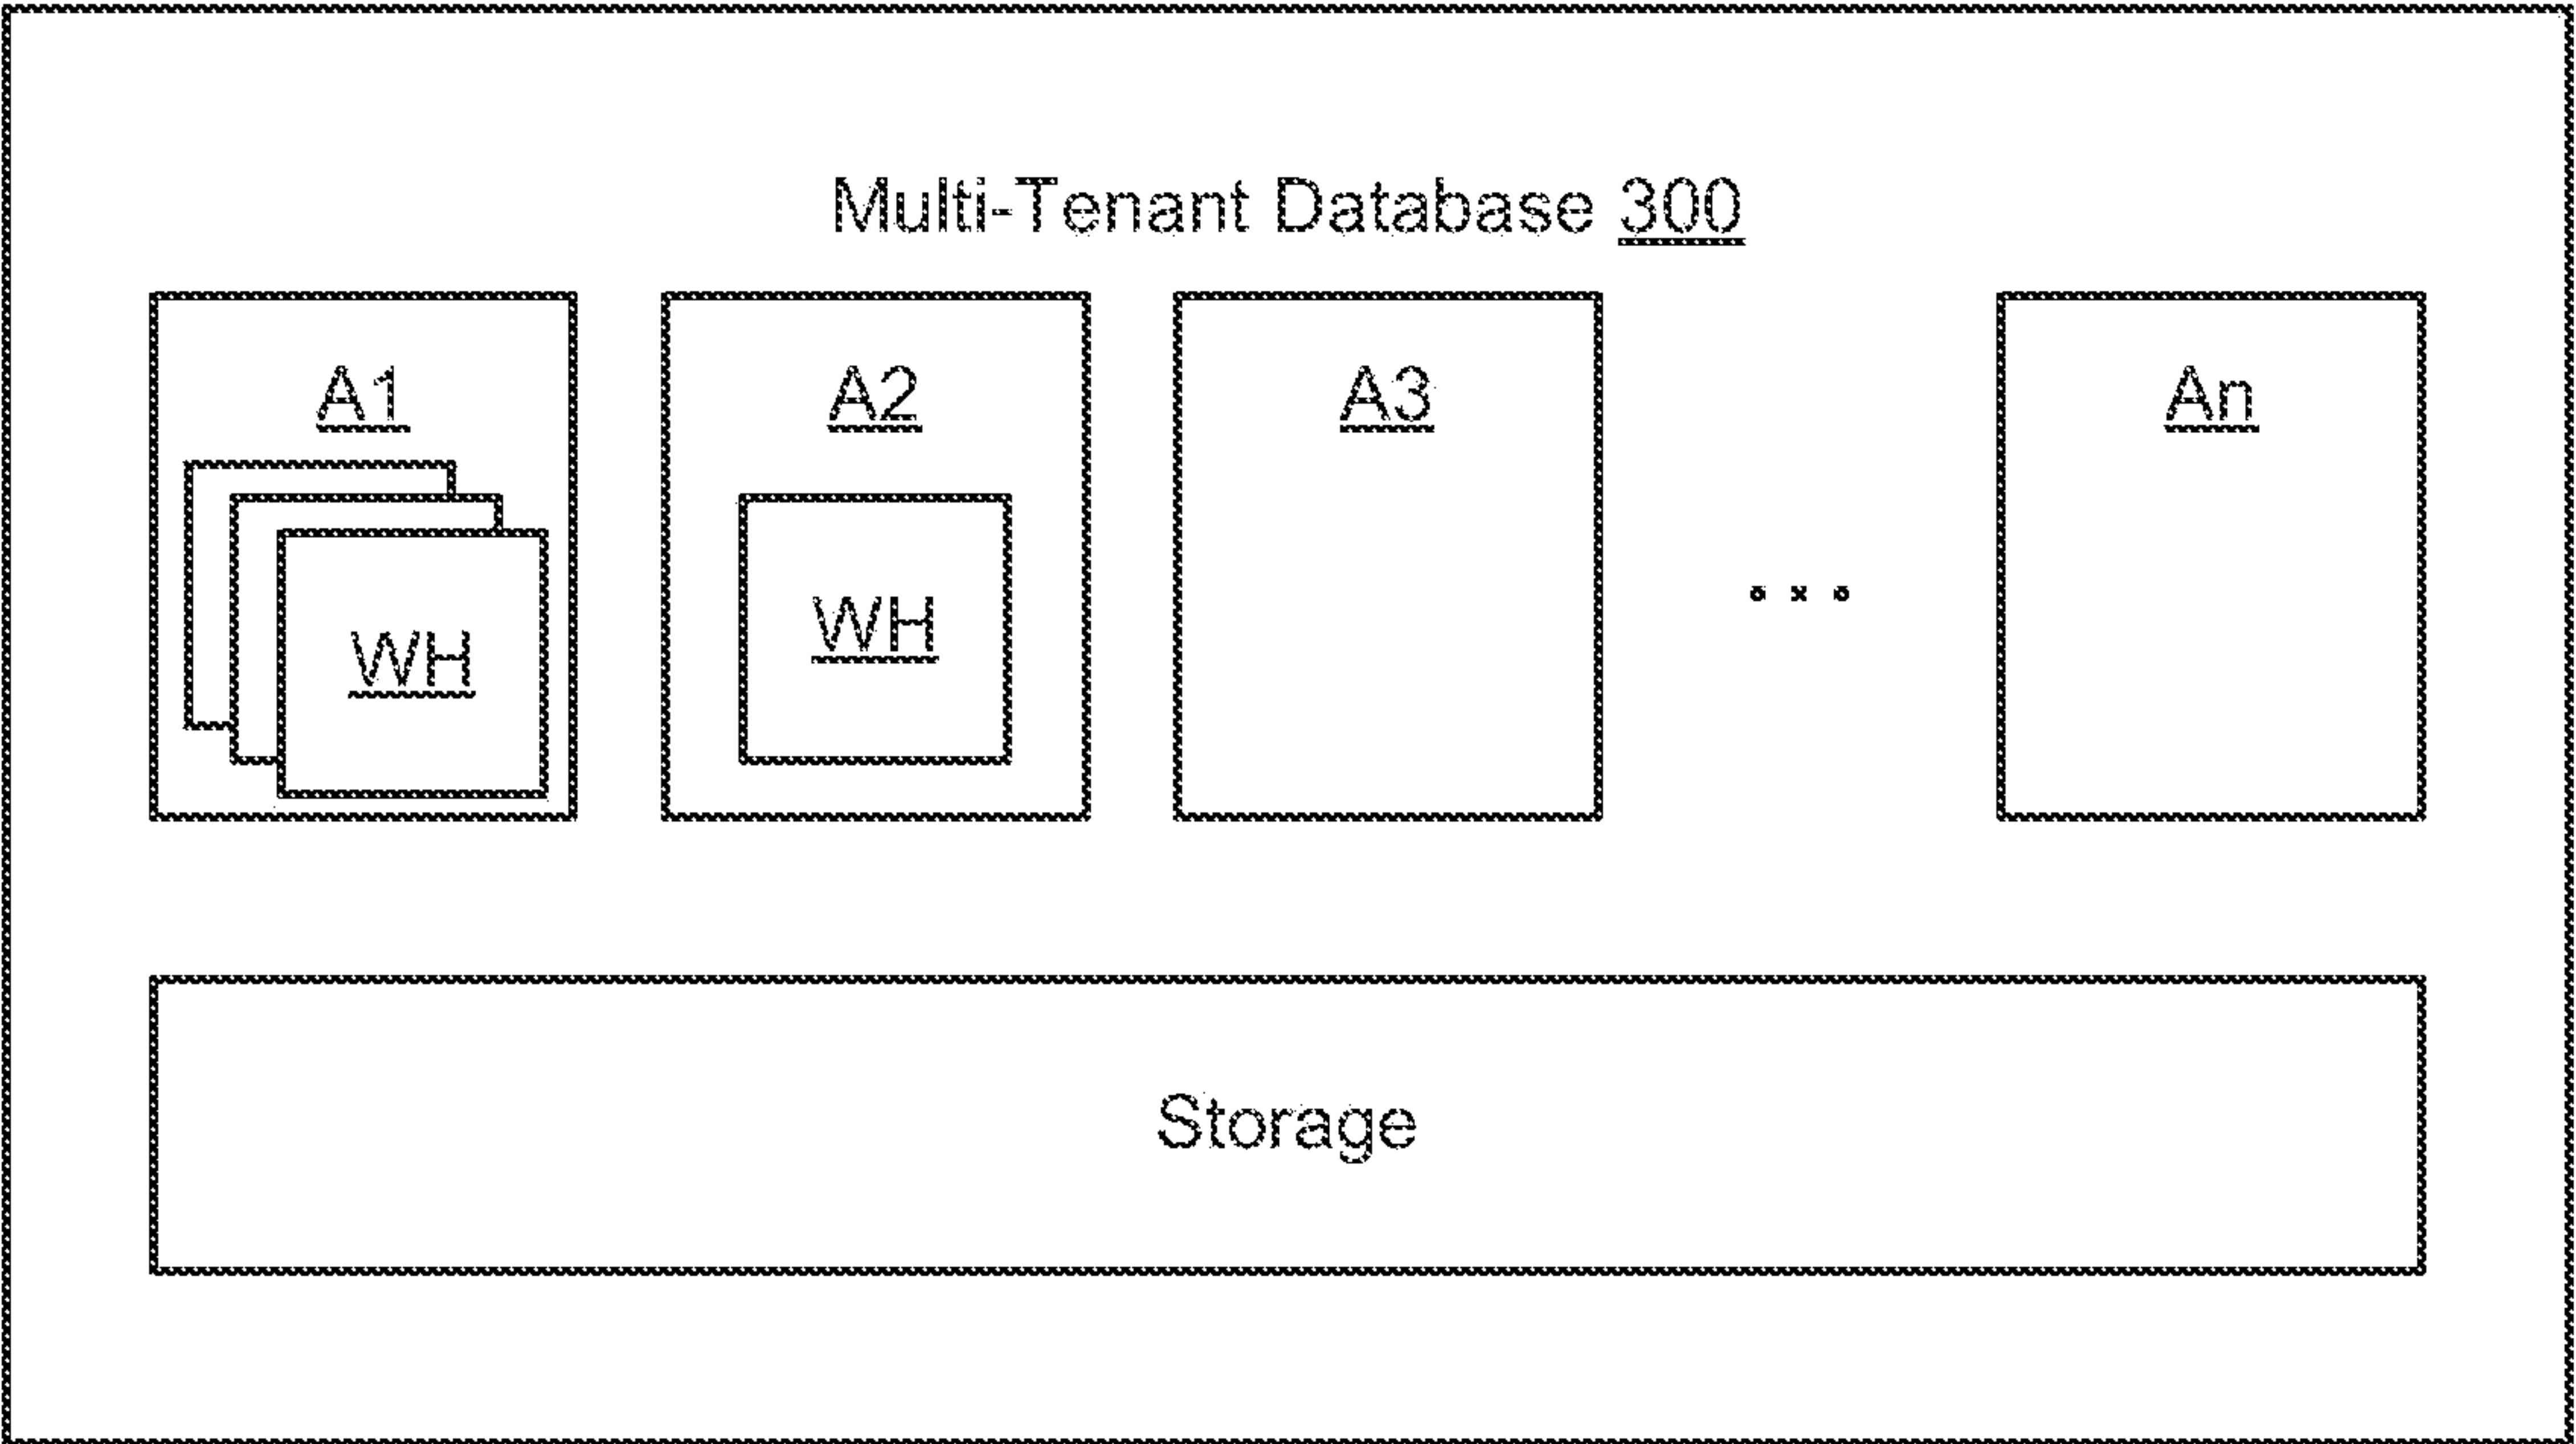 Multi-Tenant Database 300
A1 A2 A3 An
WH WH
...
Storage